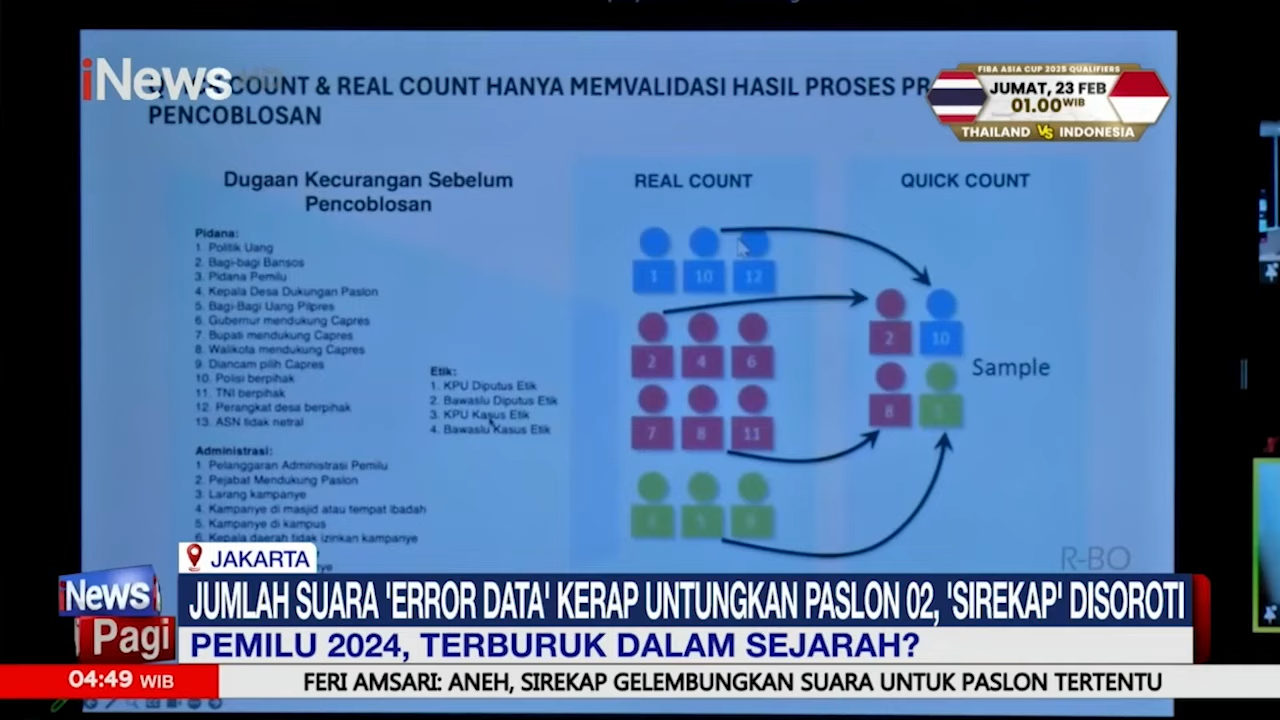 iNews
COUNT & REAL COUNT HANYA MEMVALIDASI HASIL PROSES
PENCOBLOSAN
FIBA ASIA CUP 2025 QUALIFIERS
JUMAT, 23 FEB
01.00 WIB
THAILAND VS INDONESIA
Dugaan Kecurangan Sebelum
Pencoblosan
Pidana:
1. Politik Uang
2. Bagi-bagi Bansos
3. Pidana Pemilu
4. Kepala Desa Dukungan Paslon
5. Bagi-Bagi Uang Pilpres
6. Gubernur mendukung Capres
7. Bupati mendukung Capres
8. Walikota mendukung Capres
9. Diancam pilih Capres
10. Polisi berpihak
11. TNI berpihak
12. Perangkat desa berpihak
13. ASN tidak netral
Etik:
1. KPU Diputus Etik
2. Bawaslu Diputus Etik
3. KPU Kasus Etik
4. Bawaslu Kasus Etik
Administrasi:
1. Pelanggaran Administrasi Pemilu
2. Pejabat Mendukung Paslon
3. Larang kampanye
4. Kampanye di masjid atau tempat ibadah
5. Kampanye di kampus
6. Kepala daerah tidak izinkan kampanye
REAL COUNT
1 10 12
2 4 6
7 8 11
QUICK COUNT
2 10
8
Sample
R-BO
JAKARTA
iNews
Pagi
JUMLAH SUARA 'ERROR DATA' KERAP UNTUNGKAN PASLON 02, 'SIREKAP' DISOROTI
PEMILU 2024, TERBURUK DALAM SEJARAH?
04:49 WIB
FERI AMSARI: ANEH, SIREKAP GELEMBUNGKAN SUARA UNTUK PASLON TERTENTU